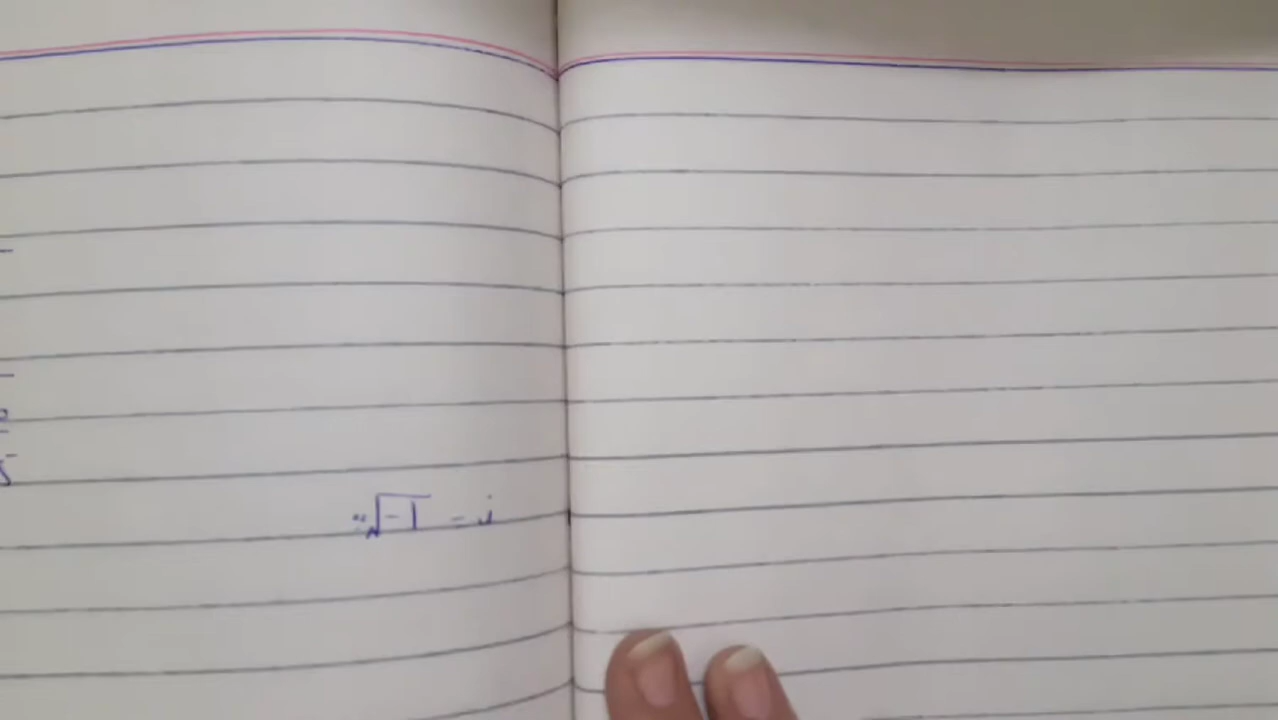 ∵√-1 = i